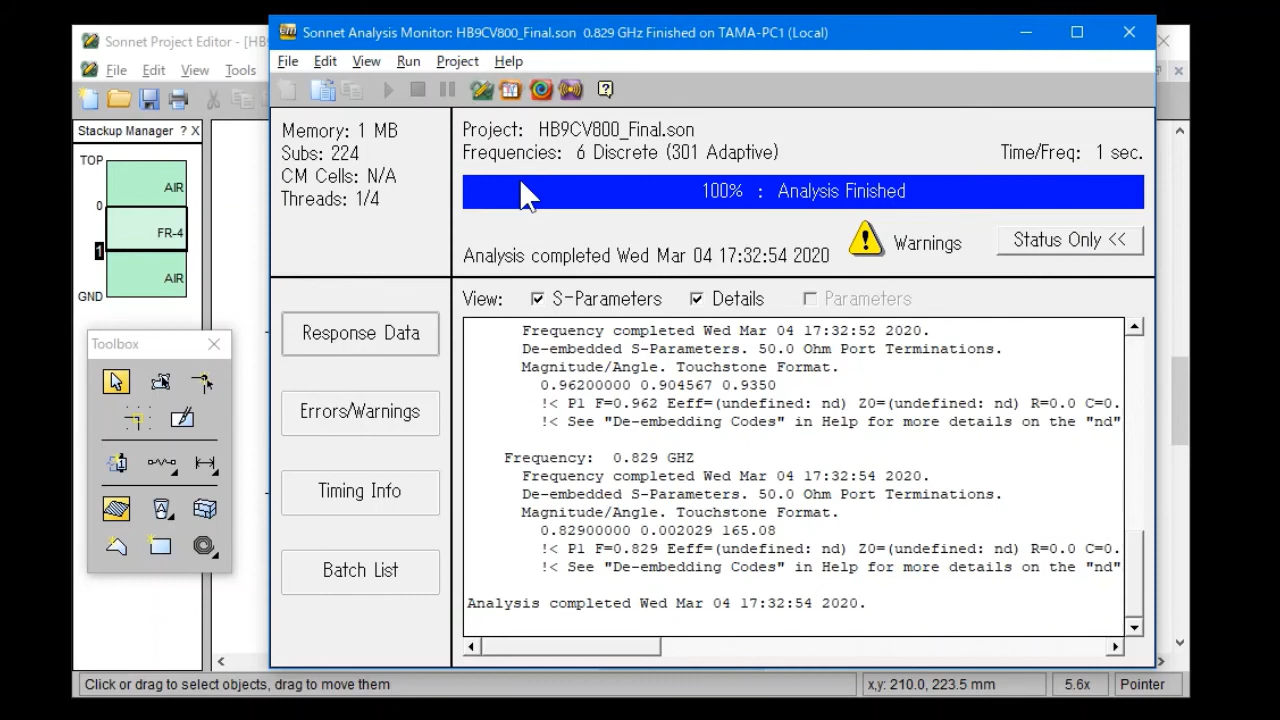 Sonnet Project Editor - [HB9
File Edit View Tools
Stackup Manager ? X
TOP
AIR
0
FR-4
1
AIR
GND
Toolbox
Sonnet Analysis Monitor: HB9CV800_Final.son 0.829 GHz Finished on TAMA-PC1 (Local)
File Edit View Run Project Help
Memory: 1 MB
Subs: 224
CM Cells: N/A
Threads: 1/4
Project: HB9CV800_Final.son
Frequencies: 6 Discrete (301 Adaptive) Time/Freq: 1 sec.
100% : Analysis Finished
Analysis completed Wed Mar 04 17:32:54 2020
Warnings
Status Only <<
Response Data
Errors/Warnings
Timing Info
Batch List
View: S-Parameters Details Parameters
Frequency completed Wed Mar 04 17:32:52 2020.
De-embedded S-Parameters. 50.0 Ohm Port Terminations.
Magnitude/Angle. Touchstone Format.
0.96200000 0.904567 0.9350
!< P1 F=0.962 Eeff=(undefined: nd) Z0=(undefined: nd) R=0.0 C=0.
!< See "De-embedding Codes" in Help for more details on the "nd"
Frequency: 0.829 GHZ
Frequency completed Wed Mar 04 17:32:54 2020.
De-embedded S-Parameters. 50.0 Ohm Port Terminations.
Magnitude/Angle. Touchstone Format.
0.82900000 0.002029 165.08
!< P1 F=0.829 Eeff=(undefined: nd) Z0=(undefined: nd) R=0.0 C=0.
!< See "De-embedding Codes" in Help for more details on the "nd"
Analysis completed Wed Mar 04 17:32:54 2020.
Click or drag to select objects, drag to move them
x,y: 210.0, 223.5 mm
5.6x
Pointer